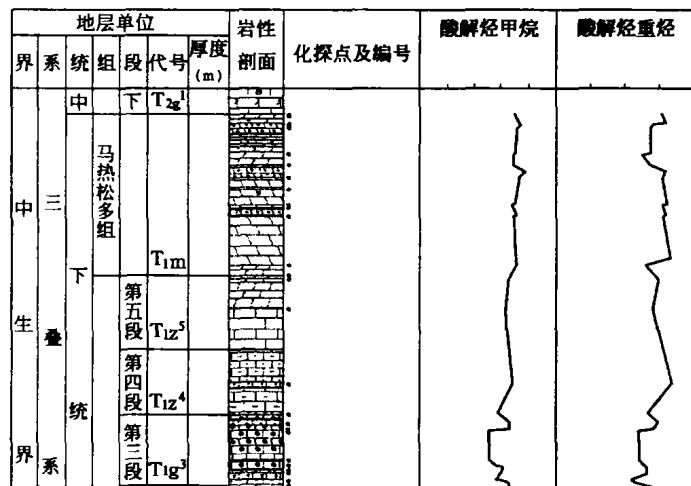 地层单位
界 系 统 组 段 代号 厚度(m)
岩性剖面
化探点及编号
酸解烃甲烷
酸解烃重烃
中生界
三叠系
中 下 T₂g¹
下统
马热松多组
T₁m
第五段 T₁z⁵
第四段 T₁z⁴
第三段 T₁g³